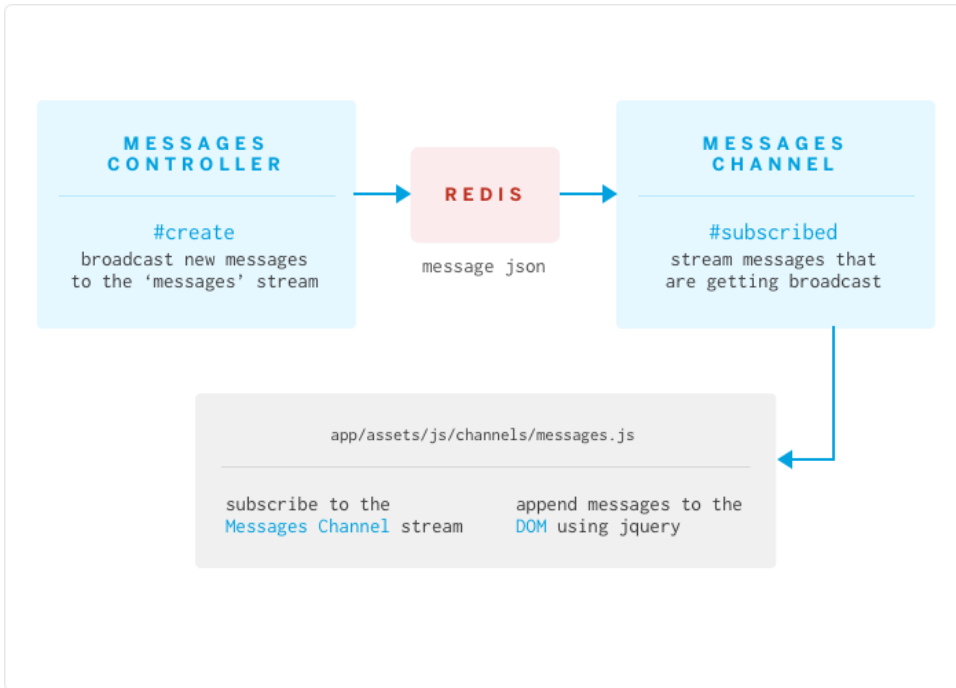 MESSAGES
CONTROLLER
#create
broadcast new messages
to the ‘messages’ stream
REDIS
message json
MESSAGES
CHANNEL
#subscribed
stream messages that
are getting broadcast
app/assets/js/channels/messages.js
subscribe to the
Messages Channel stream
append messages to the
DOM using jquery